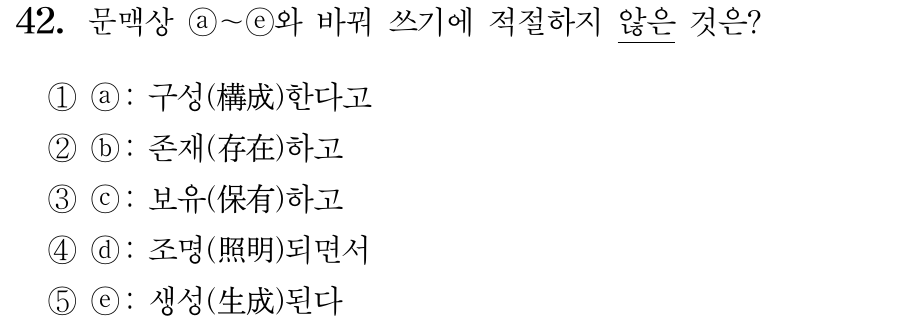 42. 문맥상 ⓐ～ⓔ와 바꿔 쓰기에 적절하지 않은 것은?
① ⓐ: 구성(構成)한다고
② ⓑ: 존재(存在)하고
③ ⓒ: 보유(保有)하고
④ ⓓ: 조명(照明)되면서
⑤ ⓔ: 생성(生成)된다